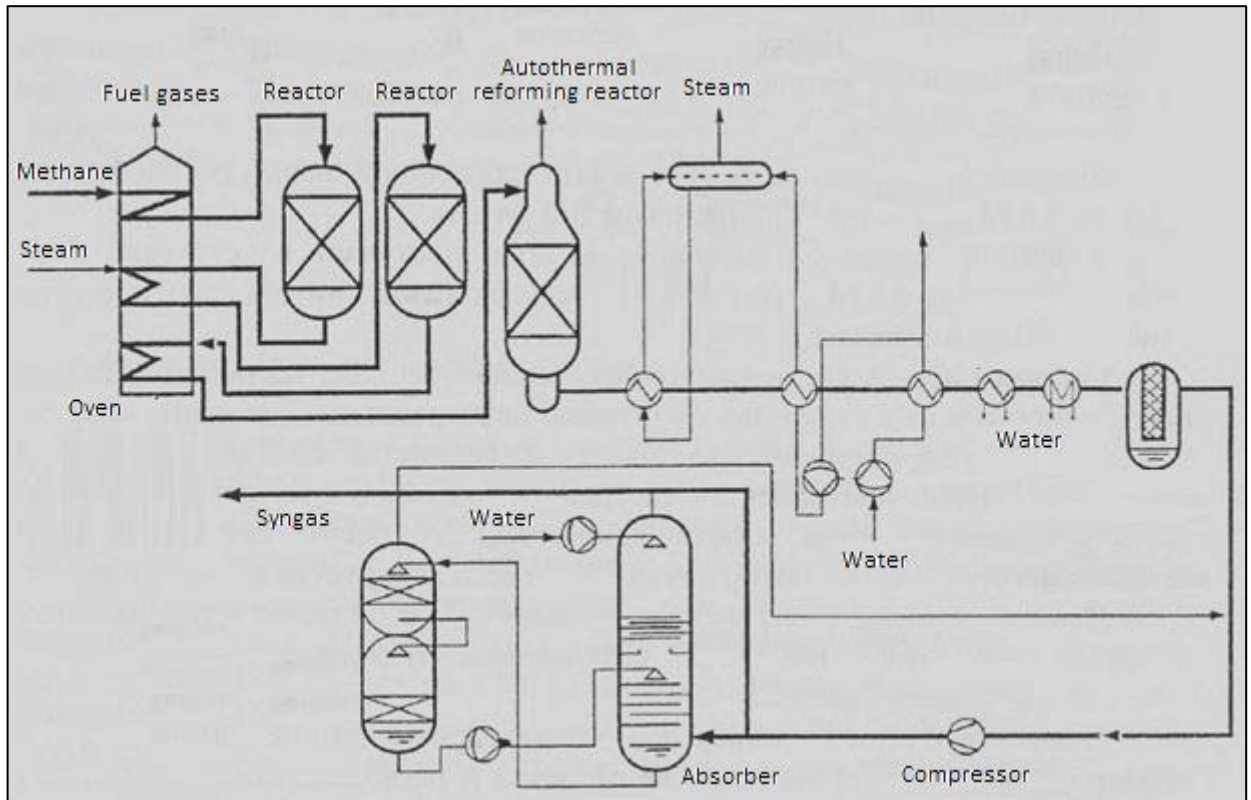 Autothermal
reforming reactor
Fuel gases
Reactor
Reactor
Steam
Methane
Steam
Oven
Water
Syngas
Water
Water
Absorber
Compressor